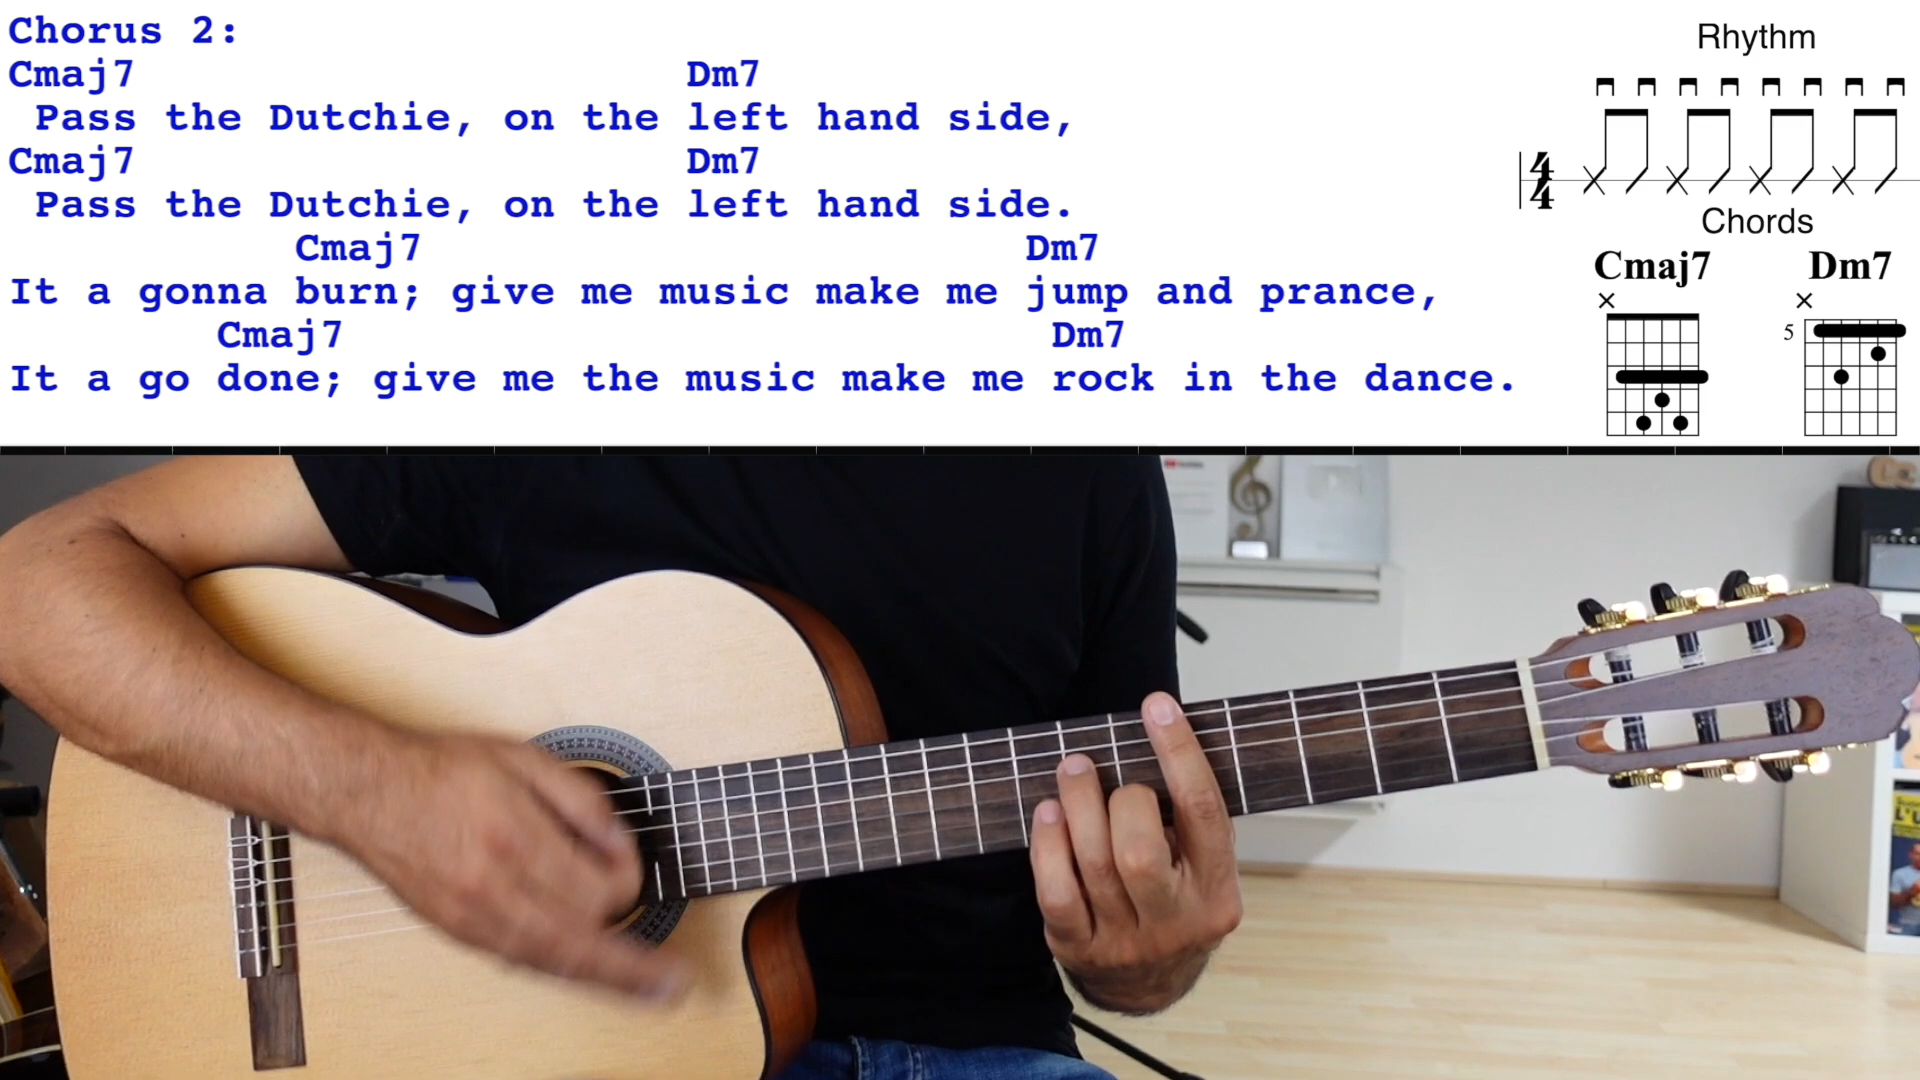 Chorus 2:
Cmaj7 Dm7
Pass the Dutchie, on the left hand side,
Cmaj7 Dm7
Pass the Dutchie, on the left hand side.
Cmaj7 Dm7
It a gonna burn; give me music make me jump and prance,
Cmaj7 Dm7
It a go done; give me the music make me rock in the dance.
Rhythm
4
4
Chords
Cmaj7 Dm7
× ×
5